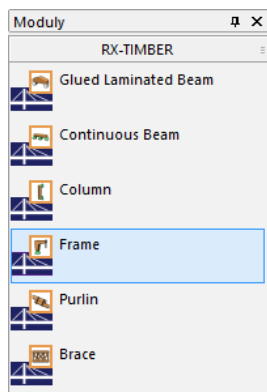 Moduly
RX-TIMBER
Glued Laminated Beam
Continuous Beam
Column
Frame
Purlin
Brace